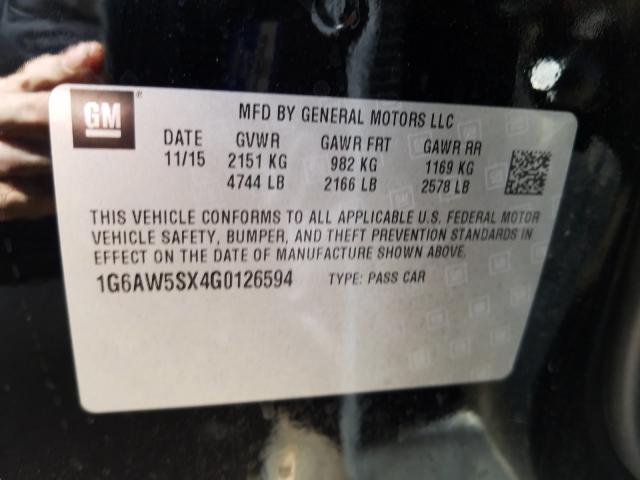 GM ®
MFD BY GENERAL MOTORS LLC
DATE GVWR GAWR FRT GAWR RR
11/15 2151 KG 982 KG 1169 KG
4744 LB 2166 LB 2578 LB
THIS VEHICLE CONFORMS TO ALL APPLICABLE U.S. FEDERAL MOTOR
VEHICLE SAFETY, BUMPER, AND THEFT PREVENTION STANDARDS IN
EFFECT ON THE DATE OF MANUFACTURE SHOWN ABOVE.
1G6AW5SX4G0126594 TYPE: PASS CAR